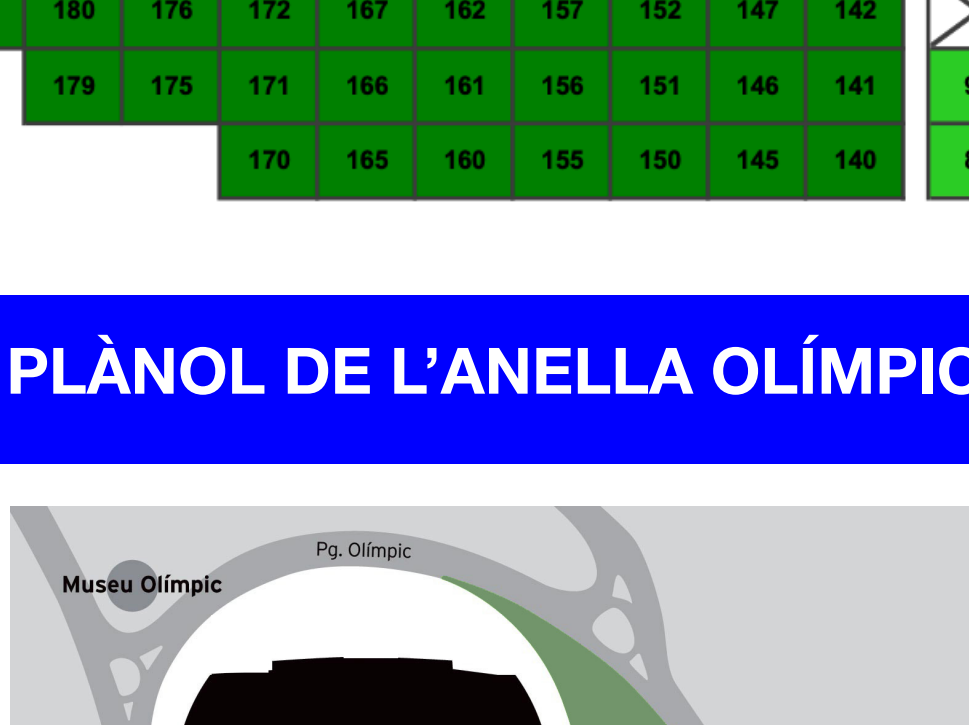 180 176 172 167 162 157 152 147 142
179 175 171 166 161 156 151 146 141
170 165 160 155 150 145 140
PLÀNOL DE L’ANELLA OLÍMPIC
Pg. Olímpic
Museu Olímpic